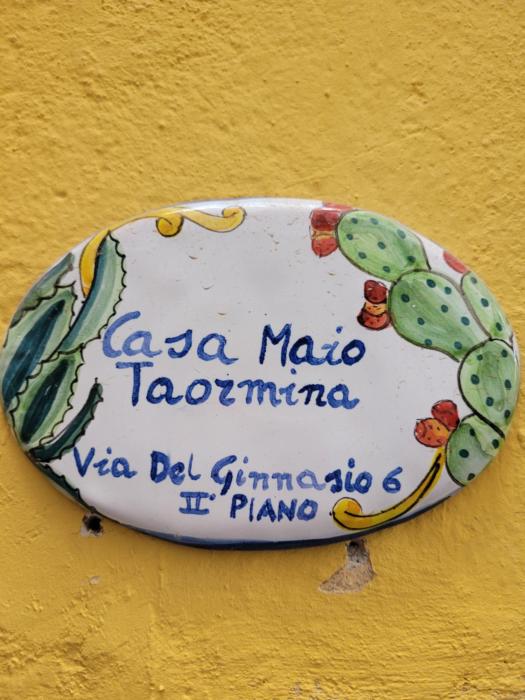 Casa Maio
Taormina
Via Del Ginnasio 6
II° PIANO